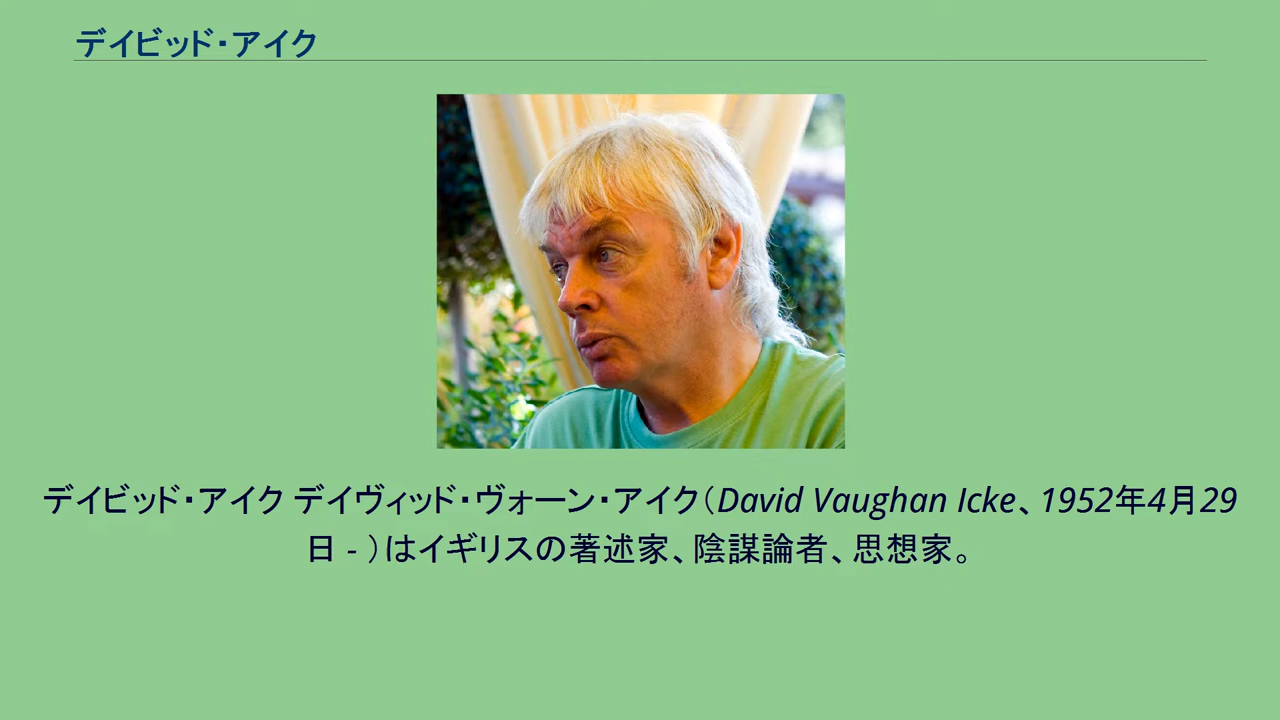 デイビッド・アイク
デイビッド・アイク デイヴィッド・ヴォーン・アイク（David Vaughan Icke、1952年4月29
日 - ）はイギリスの著述家、陰謀論者、思想家。